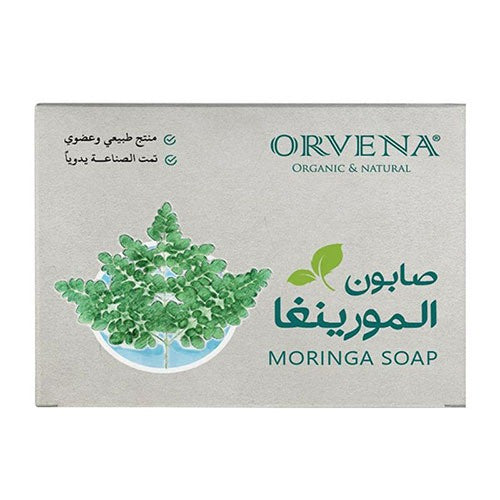 منتج طبيعي وعضوي
تمت الصناعة يدوياً
ORVENA®
ORGANIC & NATURAL
صابون
المورينغا
MORINGA SOAP